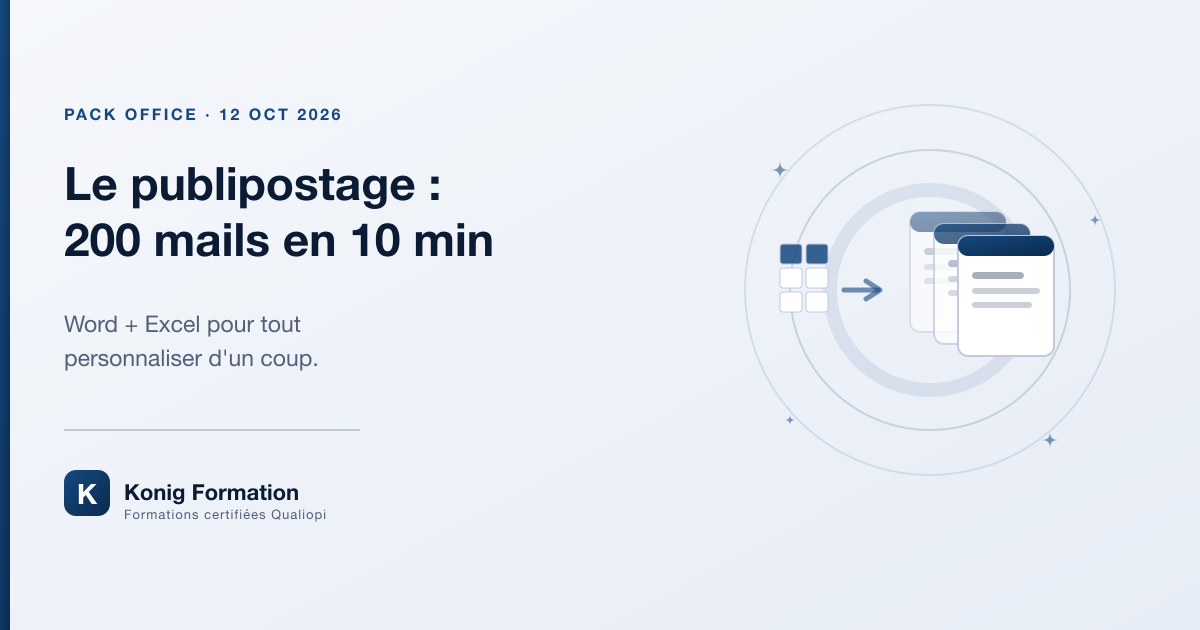 PACK OFFICE · 12 OCT 2026
Le publipostage :
200 mails en 10 min
Word + Excel pour tout
personnaliser d'un coup.
K
Konig Formation
Formations certifiées Qualiopi